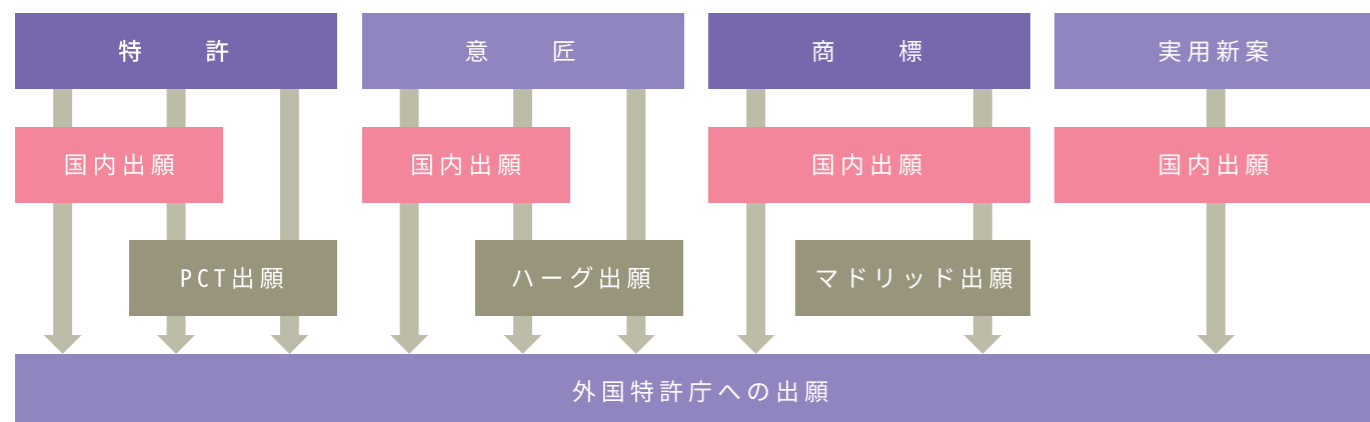 特許
意匠
商標
実用新案
国内出願
国内出願
国内出願
国内出願
PCT出願
ハーグ出願
マドリッド出願
外国特許庁への出願